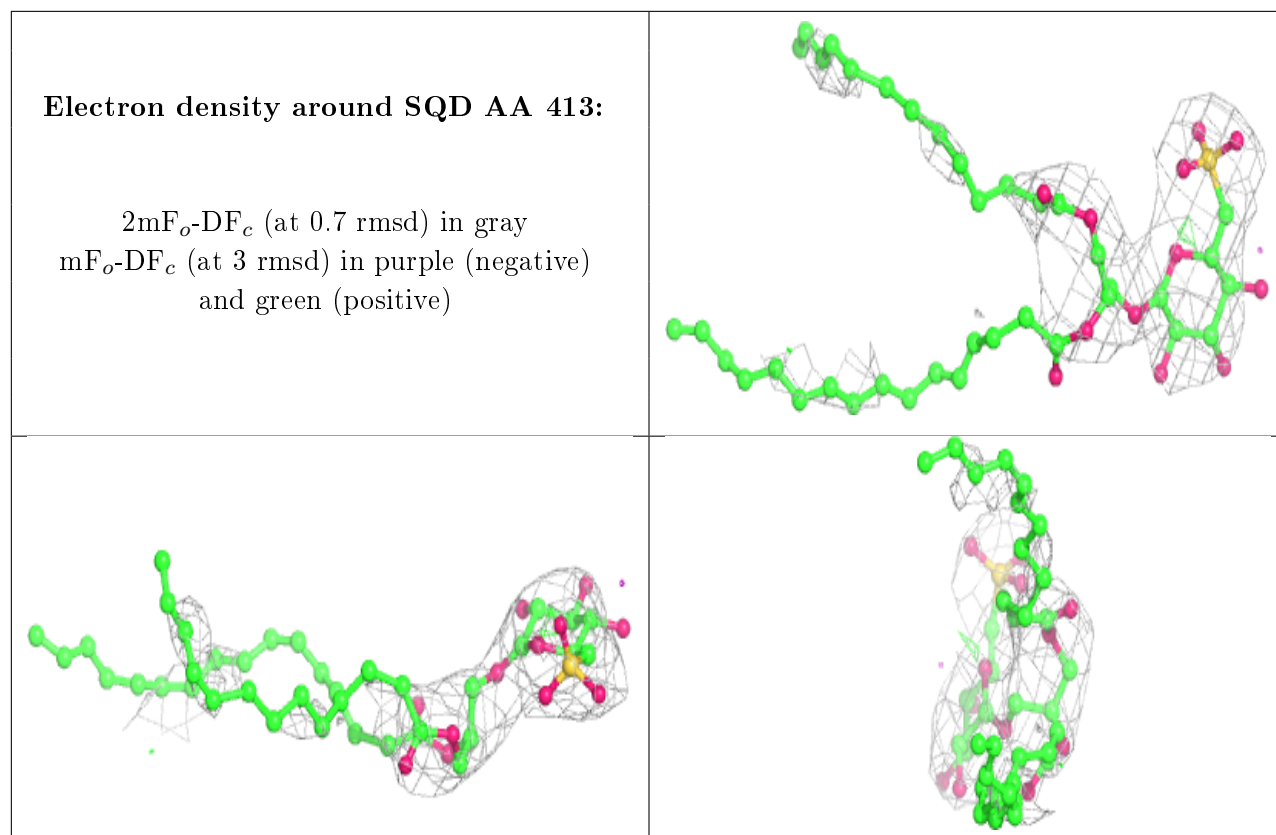 Electron density around SQD AA 413:
2mFo-DFc (at 0.7 rmsd) in gray
mFo-DFc (at 3 rmsd) in purple (negative)
and green (positive)